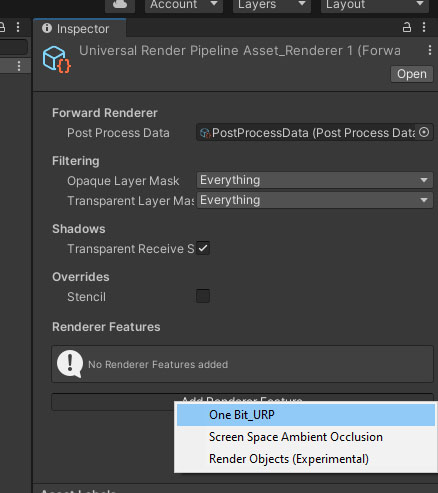 Account Layers Layout
Inspector
Universal Render Pipeline Asset_Renderer 1 (Forwa
Open
Forward Renderer
Post Process Data PostProcessData (Post Process Data
Filtering
Opaque Layer Mask Everything
Transparent Layer Mas Everything
Shadows
Transparent Receive S
Overrides
Stencil
Renderer Features
No Renderer Features added
Add Renderer Feature
One Bit_URP
Screen Space Ambient Occlusion
Render Objects (Experimental)
Asset Labels